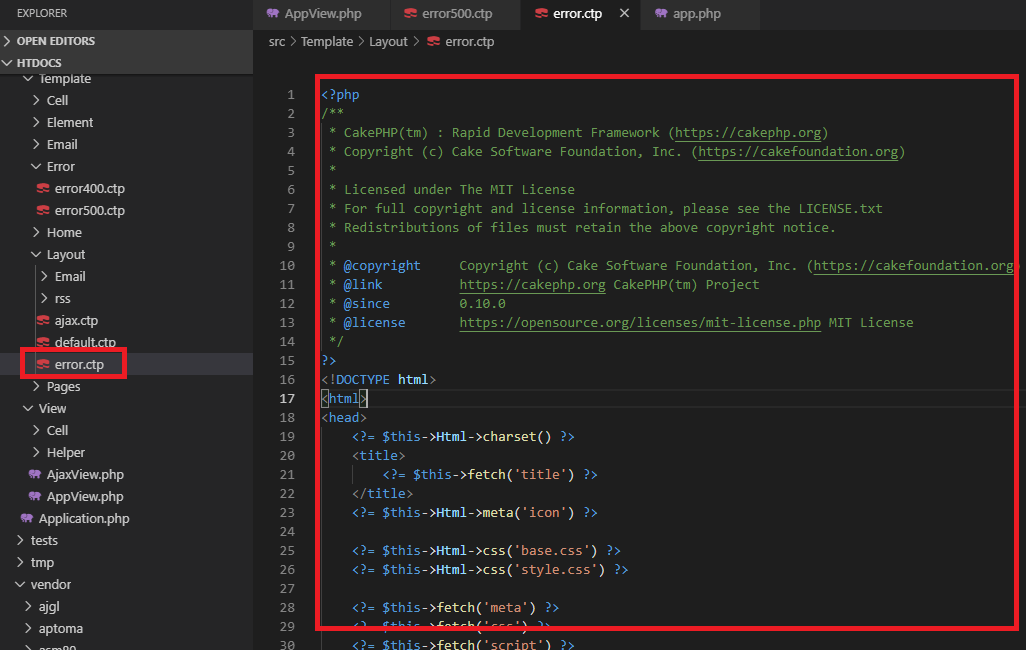 EXPLORER
OPEN EDITORS
HTDOCS
Template
Cell
Element
Email
Error
error400.ctp
error500.ctp
Home
Layout
Email
rss
ajax.ctp
default.ctp
error.ctp
Pages
View
Cell
Helper
AjaxView.php
AppView.php
Application.php
tests
tmp
vendor
ajgl
aptoma
asm89
AppView.php error500.ctp error.ctp × app.php
src > Template > Layout > error.ctp
1 <?php
2 /**
3 * CakePHP(tm) : Rapid Development Framework (https://cakephp.org)
4 * Copyright (c) Cake Software Foundation, Inc. (https://cakefoundation.org)
5 *
6 * Licensed under The MIT License
7 * For full copyright and license information, please see the LICENSE.txt
8 * Redistributions of files must retain the above copyright notice.
9 *
10 * @copyright Copyright (c) Cake Software Foundation, Inc. (https://cakefoundation.org
11 * @link https://cakephp.org CakePHP(tm) Project
12 * @since 0.10.0
13 * @license https://opensource.org/licenses/mit-license.php MIT License
14 */
15 ?>
16 <!DOCTYPE html>
17 <html>
18 <head>
19 <?= $this->Html->charset() ?>
20 <title>
21 <?= $this->fetch('title') ?>
22 </title>
23 <?= $this->Html->meta('icon') ?>
24
25 <?= $this->Html->css('base.css') ?>
26 <?= $this->Html->css('style.css') ?>
27
28 <?= $this->fetch('meta') ?>
29 <?= $this->fetch('css') ?>
30 <?= $this->fetch('script') ?>